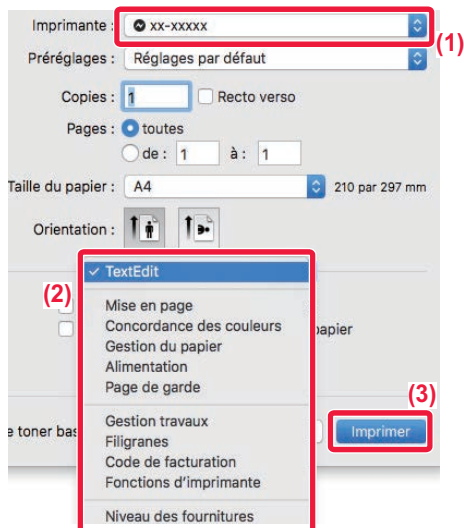 Imprimante : xx-xxxxx
(1)
Préréglages : Réglages par défaut
Copies : 1 Recto verso
Pages : toutes
de : 1 à : 1
Taille du papier : A4 210 par 297 mm
Orientation :
TextEdit
(2)
Mise en page
Concordance des couleurs
papier
Gestion du papier
Alimentation
Page de garde
(3)
Gestion travaux
e toner bas
Imprimer
Filigranes
Code de facturation
Fonctions d'imprimante
Niveau des fournitures